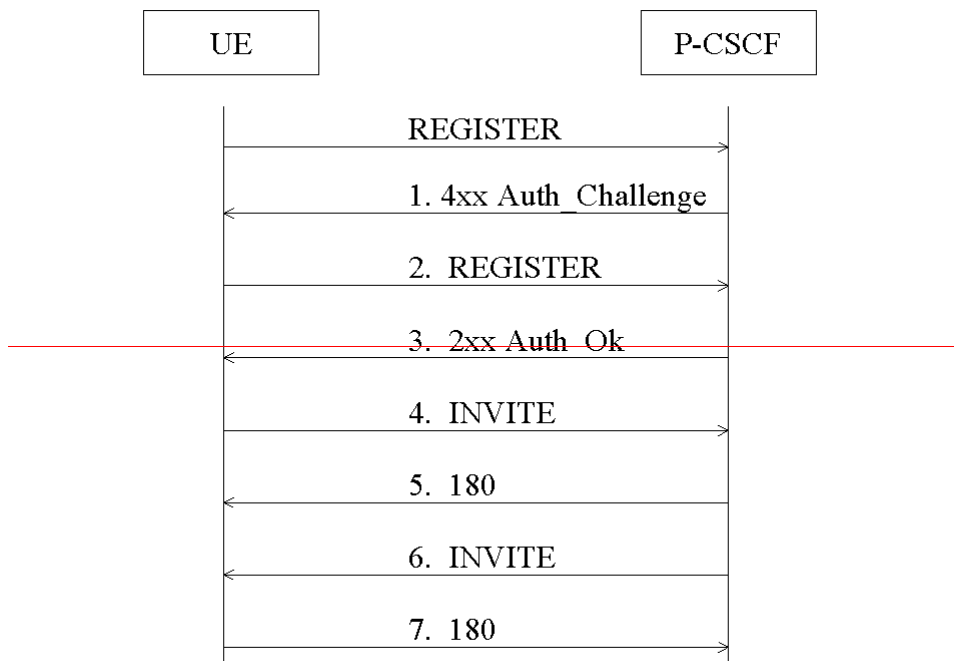 UE
P-CSCF
REGISTER
1. 4xx Auth_Challenge
2. REGISTER
3. 2xx Auth_Ok
4. INVITE
5. 180
6. INVITE
7. 180